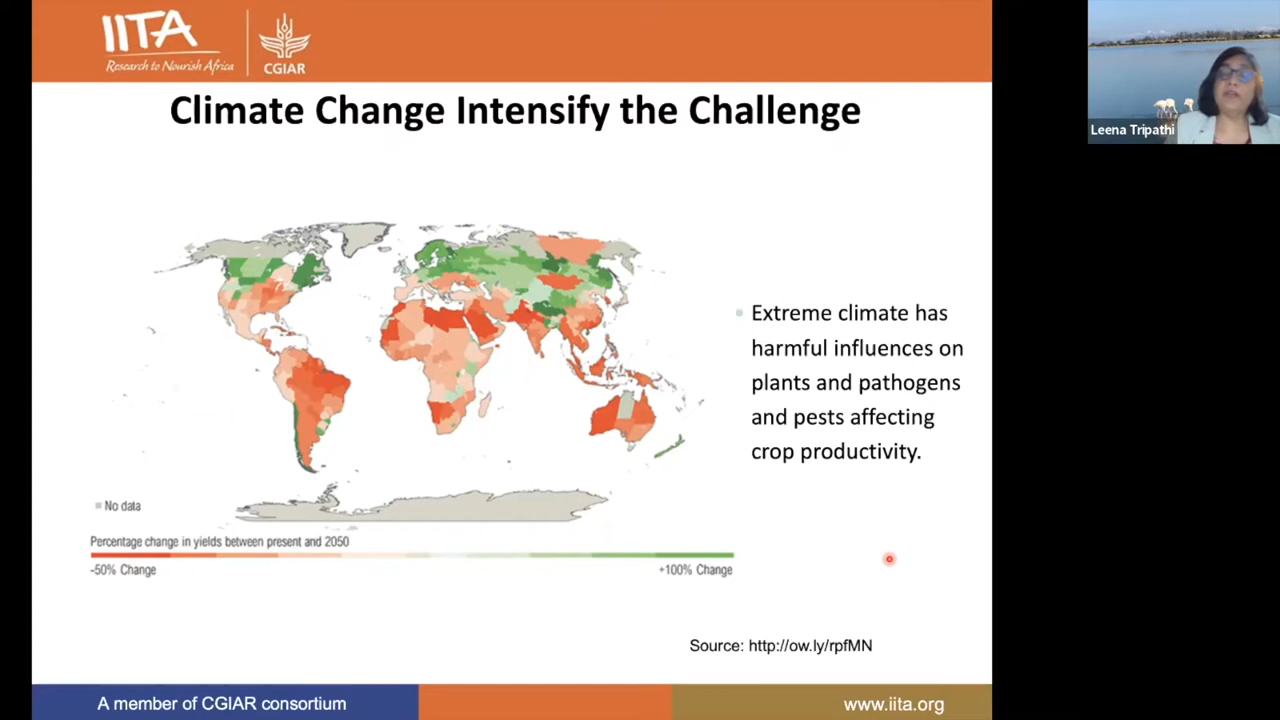 IITA
Research to Nourish Africa
CGIAR
Climate Change Intensify the Challenge
Leena Tripathi
Extreme climate has
harmful influences on
plants and pathogens
and pests affecting
crop productivity.
No data
Percentage change in yields between present and 2050
-50% Change
+100% Change
Source: http://ow.ly/rpfMN
A member of CGIAR consortium
www.iita.org